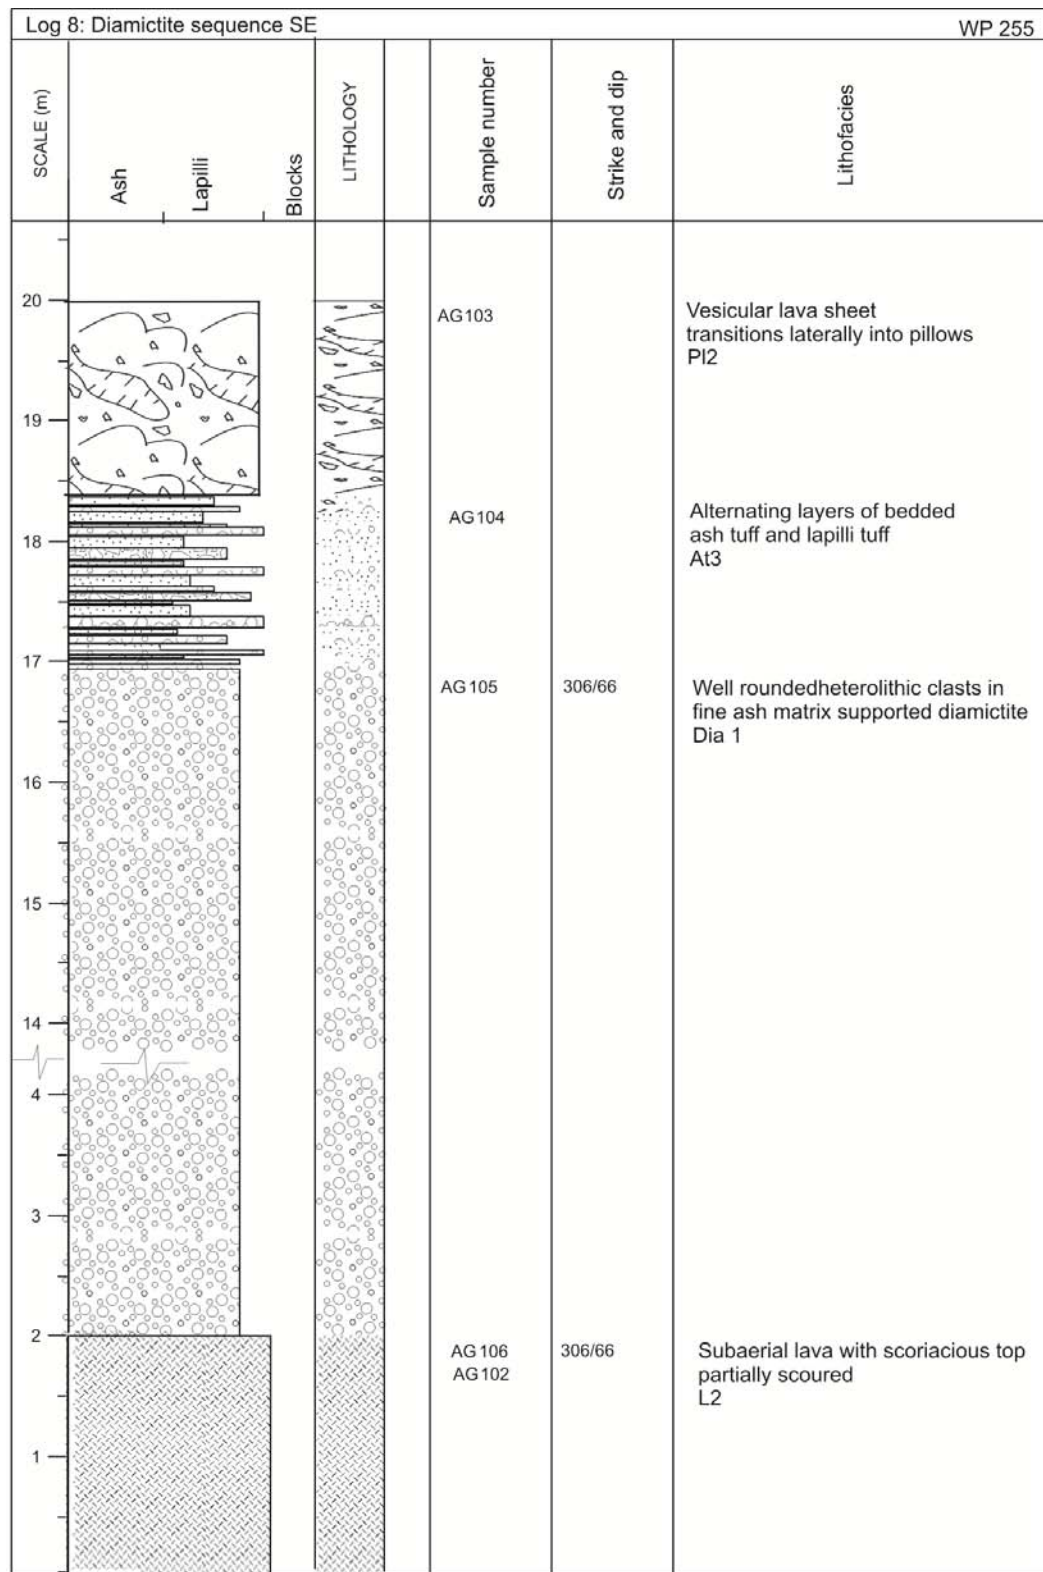 Log 8: Diamictite sequence SE
WP 255
SCALE (m)
Ash
Lapilli
Blocks
LITHOLOGY
Sample number
Strike and dip
Lithofacies
20
AG103
Vesicular lava sheet
transitions laterally into pillows
Pl2
19
18
AG104
Alternating layers of bedded
ash tuff and lapilli tuff
At3
17
AG105
306/66
Well roundedheterolithic clasts in
fine ash matrix supported diamictite
Dia 1
16
15
14
4
3
2
AG106
306/66
Subaerial lava with scoriacious top
AG102
partially scoured
L2
1